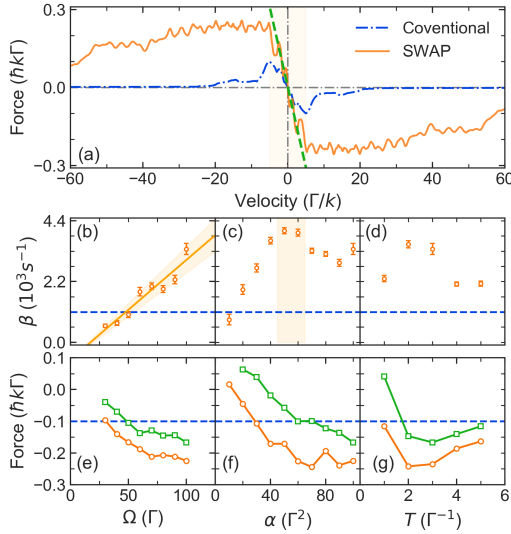 0.3
0.0
−0.3
Force (ħkΓ)
(a)
Coventional
SWAP
−60 −40 −20 0 20 40 60
Velocity (Γ/k)
4.4
2.2
0.0
β (10³s⁻¹)
(b)
(c)
(d)
0.1
0.0
−0.1
−0.2
−0.3
Force (ħkΓ)
(e)
(f)
(g)
0 50 100
0 40 80
0 2 4 6
Ω (Γ)
α (Γ²)
T (Γ⁻¹)